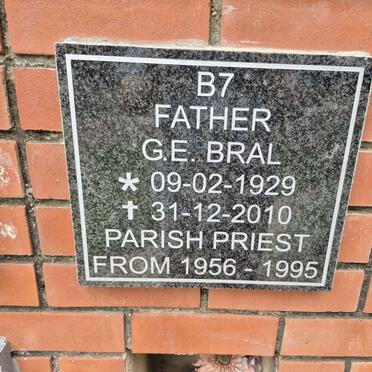 B7
FATHER
G.E. BRAL
* 09-02-1929
✝ 31-12-2010
PARISH PRIEST
FROM 1956 - 1995